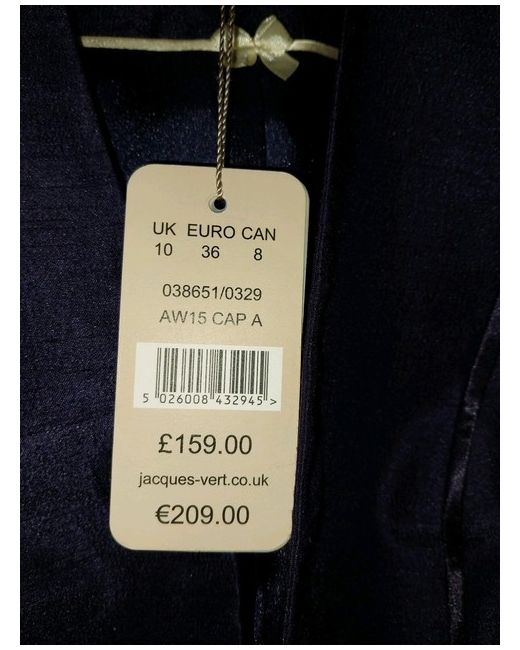 UK EURO CAN
10 36 8
038651/0329
AW15 CAP A
5 026008 432945 >
£159.00
jacques-vert.co.uk
€209.00